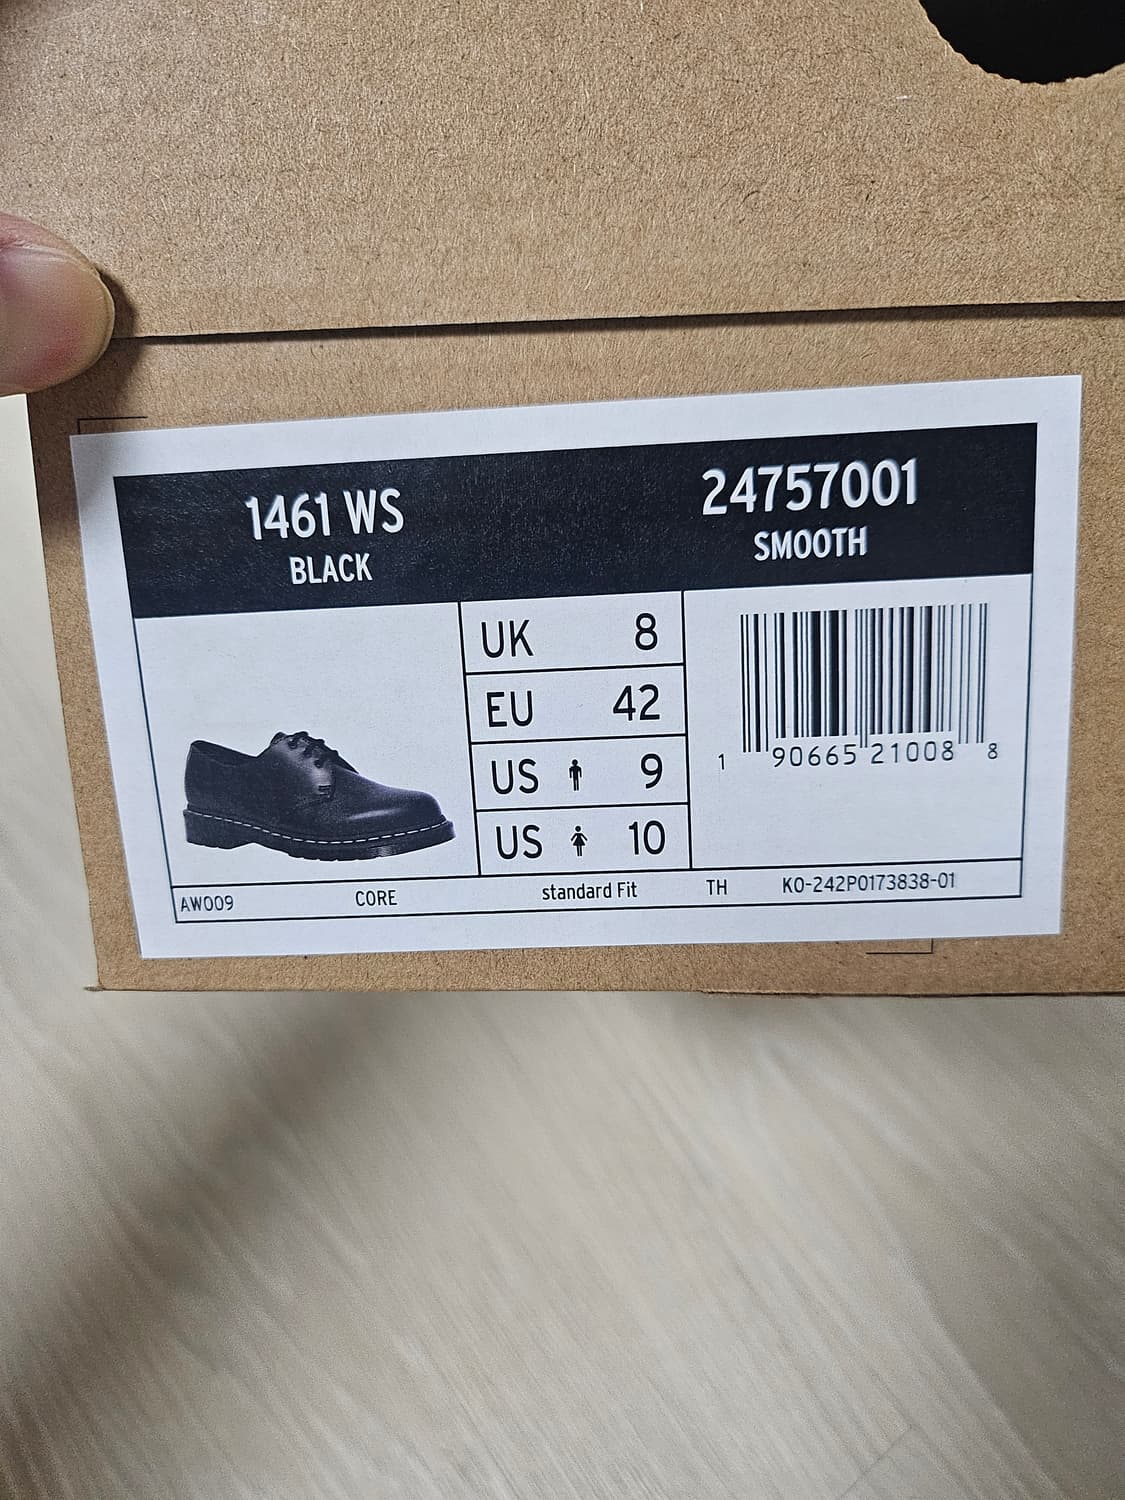 1461 WS
BLACK
24757001
SMOOTH
UK 8
EU 42
US 9
US 10
1 90665 21008 8
AW009 CORE standard Fit TH K0-242P0173838-01